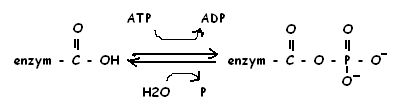 ATP ADP
O O
enzym - C - OH enzym - C - O - P - O⁻
O⁻
H2O P